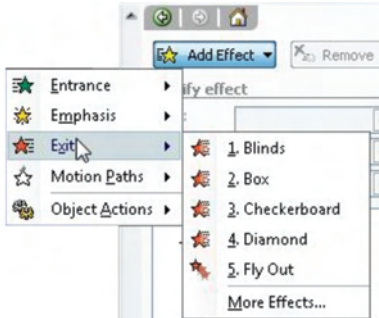 Add Effect
Remove
ify effect
Entrance
Emphasis
Exit
Motion Paths
Object Actions
1. Blinds
2. Box
3. Checkerboard
4. Diamond
5. Fly Out
More Effects...